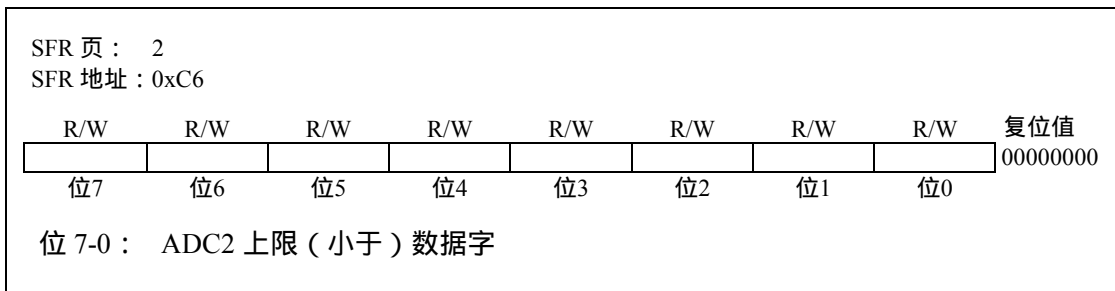 SFR 页： 2
SFR 地址：0xC6
R/W R/W R/W R/W R/W R/W R/W R/W 复位值
00000000
位7 位6 位5 位4 位3 位2 位1 位0
位 7-0： ADC2 上限（小于）数据字